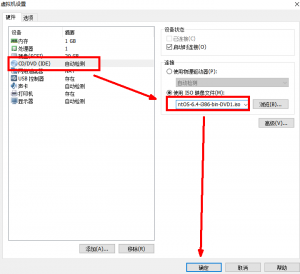 虚拟机设置
硬件 选项
设备 摘要
内存 1 GB
处理器 1
硬盘(SCSI) 20 GB
CD/DVD (IDE) 自动检测
网络适配器 NAT
USB 控制器 存在
声卡 自动检测
打印机 存在
显示器 自动检测
添加(A)... 移除(R)
设备状态
已连接(C)
启动时连接(O)
连接
使用物理驱动器(P):
自动检测
使用 ISO 映像文件(M):
ntOS-6.4-i386-bin-DVD1.iso
浏览(B)...
高级(V)...
确定 取消 帮助